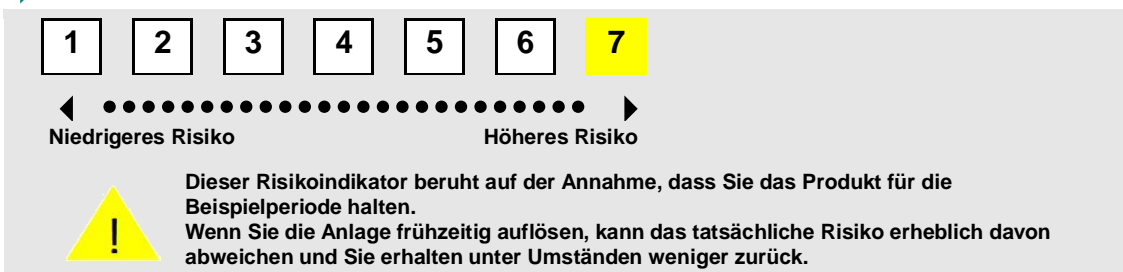 1 2 3 4 5 6 7
Niedrigeres Risiko Höheres Risiko
Dieser Risikoindikator beruht auf der Annahme, dass Sie das Produkt für die
Beispielperiode halten.
! Wenn Sie die Anlage frühzeitig auflösen, kann das tatsächliche Risiko erheblich davon
abweichen und Sie erhalten unter Umständen weniger zurück.